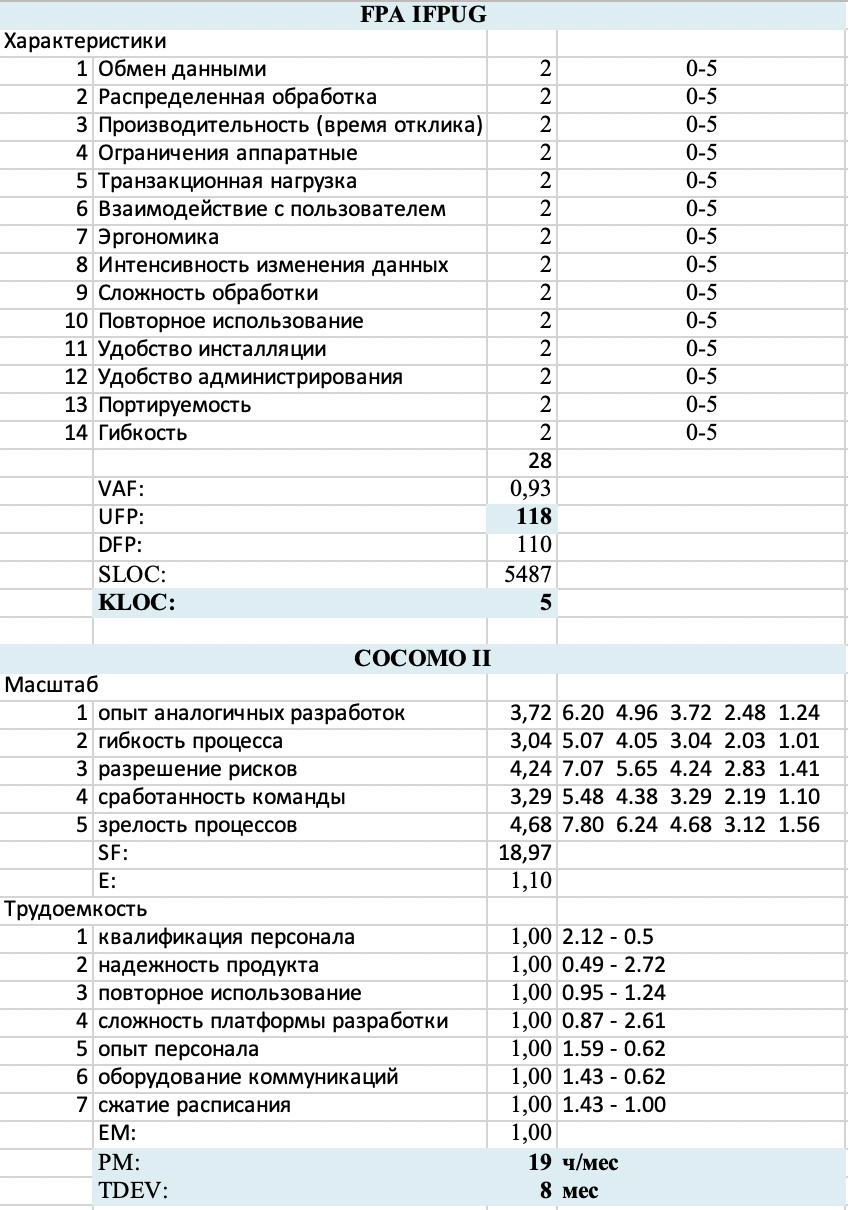 FPA IFPUG
Характеристики
1 Обмен данными 2 0-5
2 Распределенная обработка 2 0-5
3 Производительность (время отклика) 2 0-5
4 Ограничения аппаратные 2 0-5
5 Транзакционная нагрузка 2 0-5
6 Взаимодействие с пользователем 2 0-5
7 Эргономика 2 0-5
8 Интенсивность изменения данных 2 0-5
9 Сложность обработки 2 0-5
10 Повторное использование 2 0-5
11 Удобство инсталляции 2 0-5
12 Удобство администрирования 2 0-5
13 Портируемость 2 0-5
14 Гибкость 2 0-5
28
VAF: 0,93
UFP: 118
DFP: 110
SLOC: 5487
KLOC: 5
COCOMO II
Масштаб
1 опыт аналогичных разработок 3,72 6.20 4.96 3.72 2.48 1.24
2 гибкость процесса 3,04 5.07 4.05 3.04 2.03 1.01
3 разрешение рисков 4,24 7.07 5.65 4.24 2.83 1.41
4 сработанность команды 3,29 5.48 4.38 3.29 2.19 1.10
5 зрелость процессов 4,68 7.80 6.24 4.68 3.12 1.56
SF: 18,97
E: 1,10
Трудоемкость
1 квалификация персонала 1,00 2.12 - 0.5
2 надежность продукта 1,00 0.49 - 2.72
3 повторное использование 1,00 0.95 - 1.24
4 сложность платформы разработки 1,00 0.87 - 2.61
5 опыт персонала 1,00 1.59 - 0.62
6 оборудование коммуникаций 1,00 1.43 - 0.62
7 сжатие расписания 1,00 1.43 - 1.00
EM: 1,00
PM: 19 ч/мес
TDEV: 8 мес